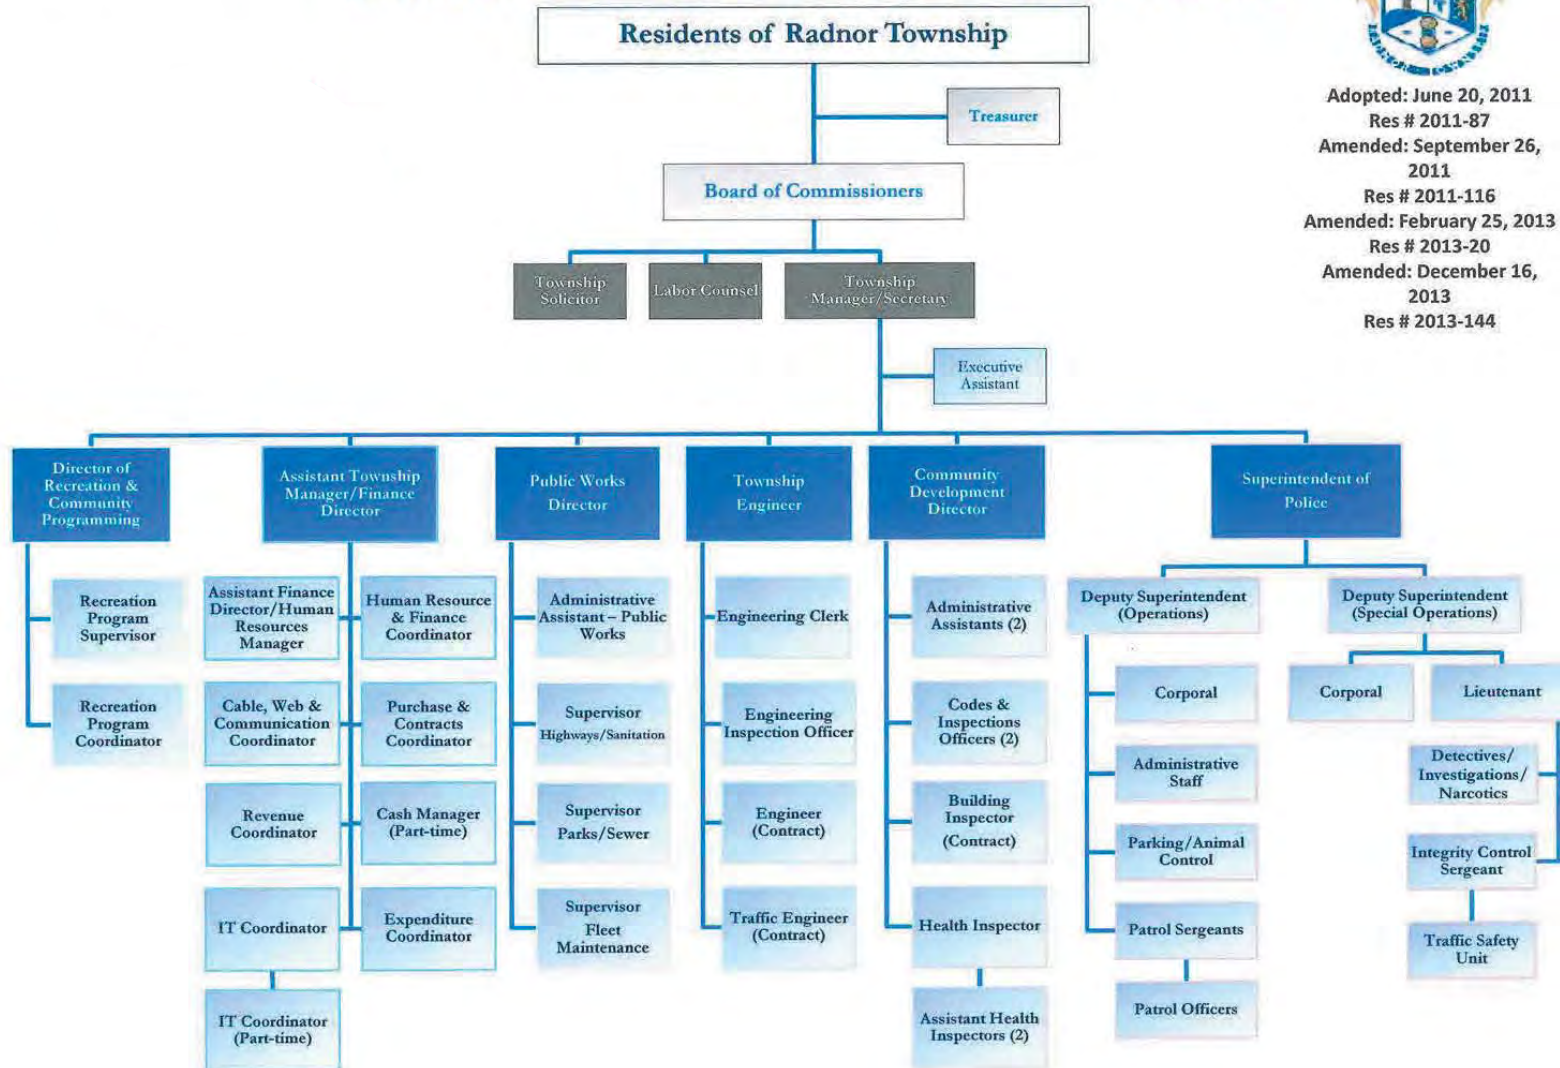 Residents of Radnor Township
Treasurer
Board of Commissioners
Township
Solicitor
Labor Counsel
Township
Manager/Secretary
Executive
Assistant
Adopted: June 20, 2011
Res # 2011-87
Amended: September 26,
2011
Res # 2011-116
Amended: February 25, 2013
Res # 2013-20
Amended: December 16,
2013
Res # 2013-144
Director of
Recreation &
Community
Programming
Recreation
Program
Supervisor
Recreation
Program
Coordinator
Assistant Township
Manager/Finance
Director
Assistant Finance
Director/Human
Resources
Manager
Human Resource
& Finance
Coordinator
Cable, Web &
Communication
Coordinator
Purchase &
Contracts
Coordinator
Revenue
Coordinator
Cash Manager
(Part-time)
IT Coordinator
Expenditure
Coordinator
IT Coordinator
(Part-time)
Public Works
Director
Administrative
Assistant – Public
Works
Supervisor
Highways/Sanitation
Supervisor
Parks/Sewer
Supervisor
Fleet
Maintenance
Township
Engineer
Engineering Clerk
Engineering
Inspection Officer
Engineer
(Contract)
Traffic Engineer
(Contract)
Community
Development
Director
Administrative
Assistants (2)
Codes &
Inspections
Officers (2)
Building
Inspector
(Contract)
Health Inspector
Assistant Health
Inspectors (2)
Superintendent of
Police
Deputy Superintendent
(Operations)
Corporal
Administrative
Staff
Parking/Animal
Control
Patrol Sergeants
Patrol Officers
Deputy Superintendent
(Special Operations)
Corporal
Lieutenant
Detectives/
Investigations/
Narcotics
Integrity Control
Sergeant
Traffic Safety
Unit